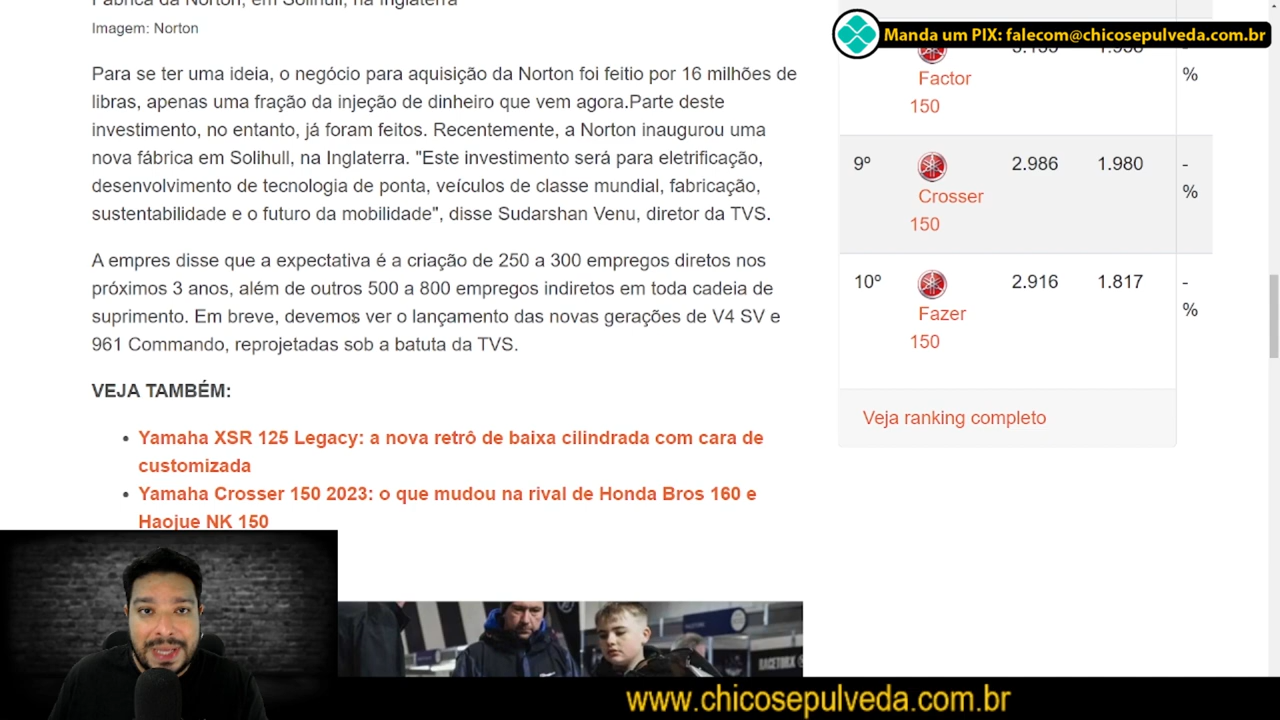 Fábrica da Norton, em Solihull, na Inglaterra
Imagem: Norton
Para se ter uma ideia, o negócio para aquisição da Norton foi feitio por 16 milhões de
libras, apenas uma fração da injeção de dinheiro que vem agora.Parte deste
investimento, no entanto, já foram feitos. Recentemente, a Norton inaugurou uma
nova fábrica em Solihull, na Inglaterra. "Este investimento será para eletrificação,
desenvolvimento de tecnologia de ponta, veículos de classe mundial, fabricação,
sustentabilidade e o futuro da mobilidade", disse Sudarshan Venu, diretor da TVS.
A empres disse que a expectativa é a criação de 250 a 300 empregos diretos nos
próximos 3 anos, além de outros 500 a 800 empregos indiretos em toda cadeia de
suprimento. Em breve, devemos ver o lançamento das novas gerações de V4 SV e
961 Commando, reprojetadas sob a batuta da TVS.
VEJA TAMBÉM:
• Yamaha XSR 125 Legacy: a nova retrô de baixa cilindrada com cara de
customizada
• Yamaha Crosser 150 2023: o que mudou na rival de Honda Bros 160 e
Haojue NK 150
Manda um PIX: falecom@chicosepulveda.com.br
Factor
150
-
%
9º
Crosser
150
2.986
1.980
-
%
10º
Fazer
150
2.916
1.817
-
%
Veja ranking completo
www.chicosepulveda.com.br